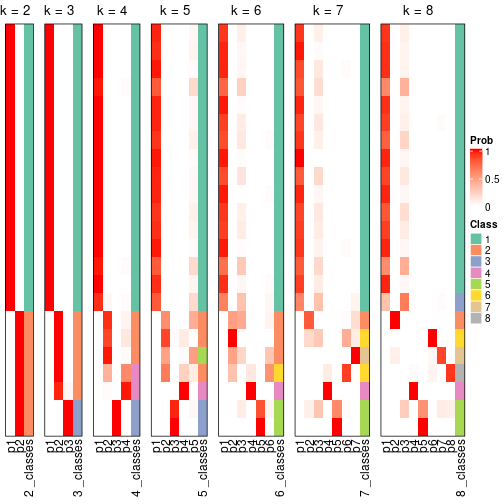 k = 2 k = 3 k = 4 k = 5 k = 6 k = 7 k = 8
Prob
1
0.5
0
Class
1
2
3
4
5
6
7
8
p1 p2 2_classes p1 p2 p3 3_classes p1 p2 p3 p4 4_classes p1 p2 p3 p4 p5 5_classes p1 p2 p3 p4 p5 p6 6_classes p1 p2 p3 p4 p5 p6 p7 7_classes p1 p2 p3 p4 p5 p6 p7 p8 8_classes